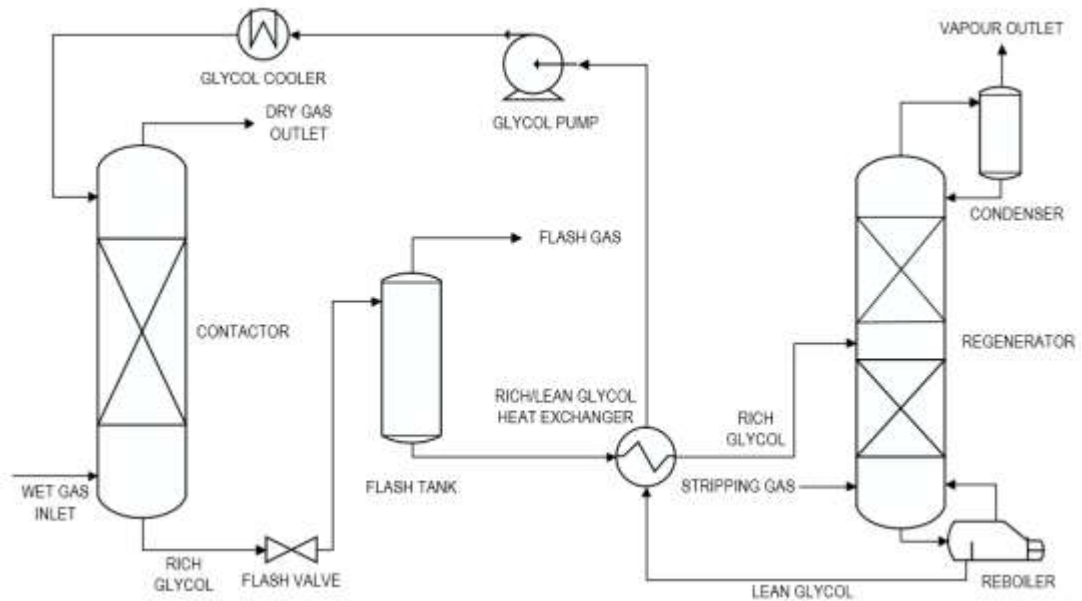 VAPOUR OUTLET
GLYCOL COOLER
DRY GAS
OUTLET
GLYCOL PUMP
CONDENSER
FLASH GAS
CONTACTOR
REGENERATOR
RICH/LEAN GLYCOL
HEAT EXCHANGER
RICH
GLYCOL
WET GAS
INLET
FLASH TANK
STRIPPING GAS
RICH
GLYCOL
FLASH VALVE
LEAN GLYCOL
REBOILER